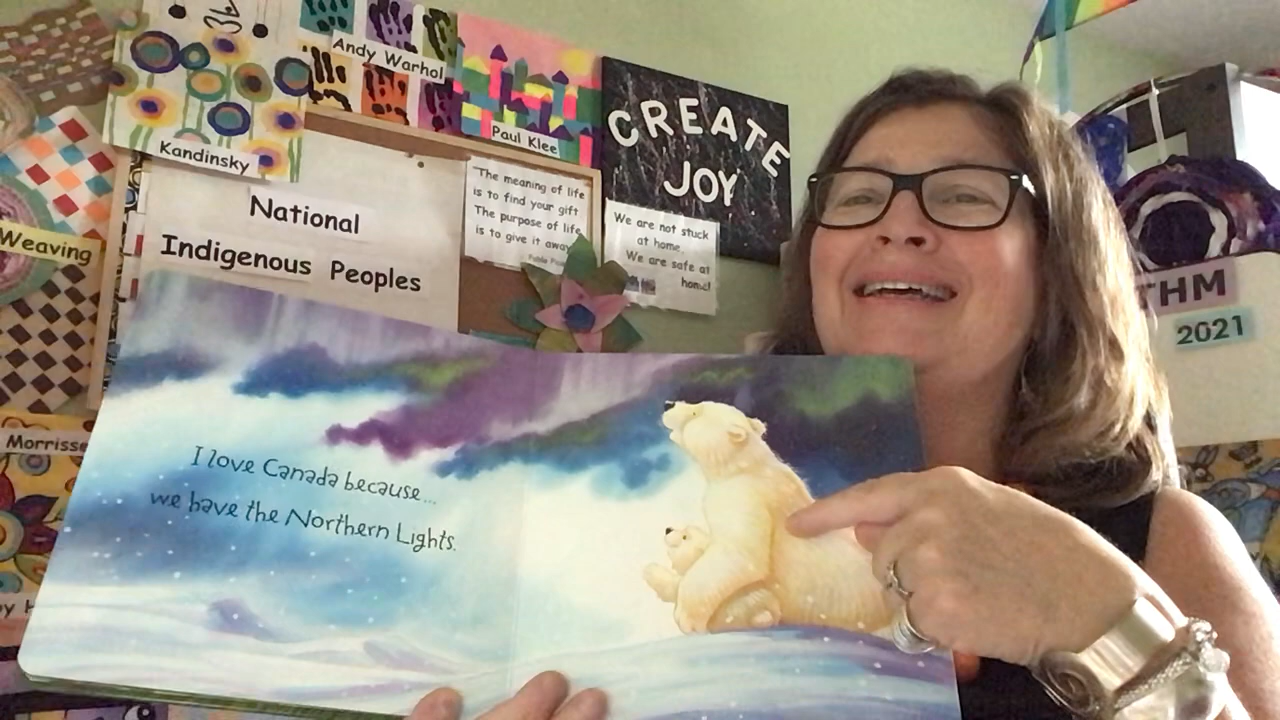 Andy Warhol
Kandinsky
Paul Klee
CREATE
JOY
National
Indigenous Peoples
"The meaning of life
is to find your gift
The purpose of life
is to give it away
We are not stuck
at home
We are safe at
home!
Weaving
THM
2021
Morrisse
I love Canada because...
we have the Northern Lights.